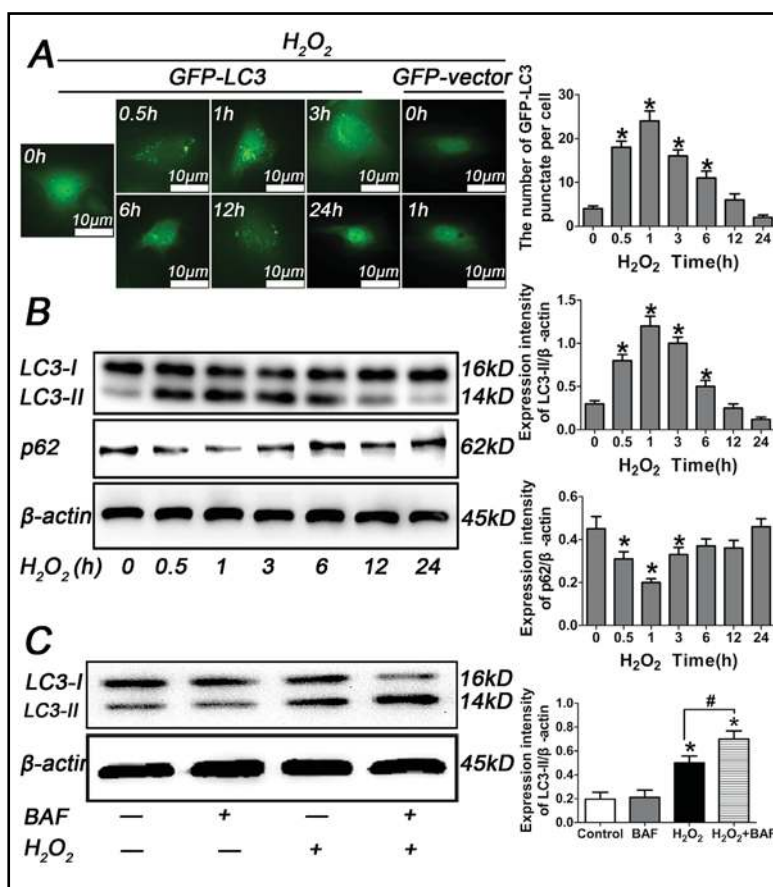 A
H2O2
GFP-LC3
GFP-vector
0h
0.5h
1h
3h
0h
10μm
10μm
10μm
10μm
10μm
6h
12h
24h
1h
10μm
10μm
10μm
10μm
The number of GFP-LC3
punctate per cell
30
20
10
0
*
*
*
*
0 0.5 1 3 6 12 24
H2O2 Time(h)
B
LC3-I
16kD
LC3-II
14kD
p62
62kD
β-actin
45kD
H2O2 (h) 0 0.5 1 3 6 12 24
Expression intensity
of LC3-II/β -actin
1.5
1.0
0.5
0.0
*
*
*
*
0 0.5 1 3 6 12 24
H2O2 Time(h)
Expression intensity
of p62/β -actin
0.6
0.4
0.2
0.0
*
*
*
0 0.5 1 3 6 12 24
H2O2 Time(h)
C
LC3-I
16kD
LC3-II
14kD
β-actin
45kD
BAF — + — +
H2O2 — — + +
Expression intensity
of LC3-II/β -actin
1.0
0.8
0.6
0.4
0.2
0.0
#
*
*
Control BAF H2O2 H2O2+BAF